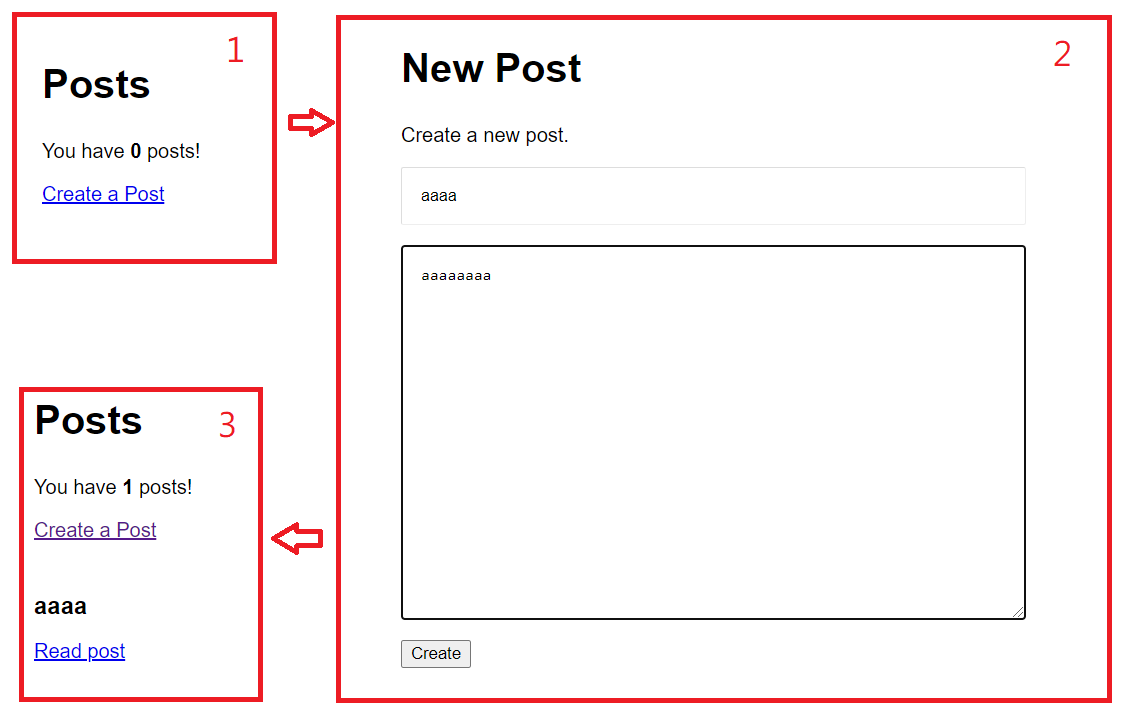 1
Posts
You have 0 posts!
Create a Post
2
New Post
Create a new post.
aaaa
aaaaaaaa
Create
3
Posts
You have 1 posts!
Create a Post
aaaa
Read post